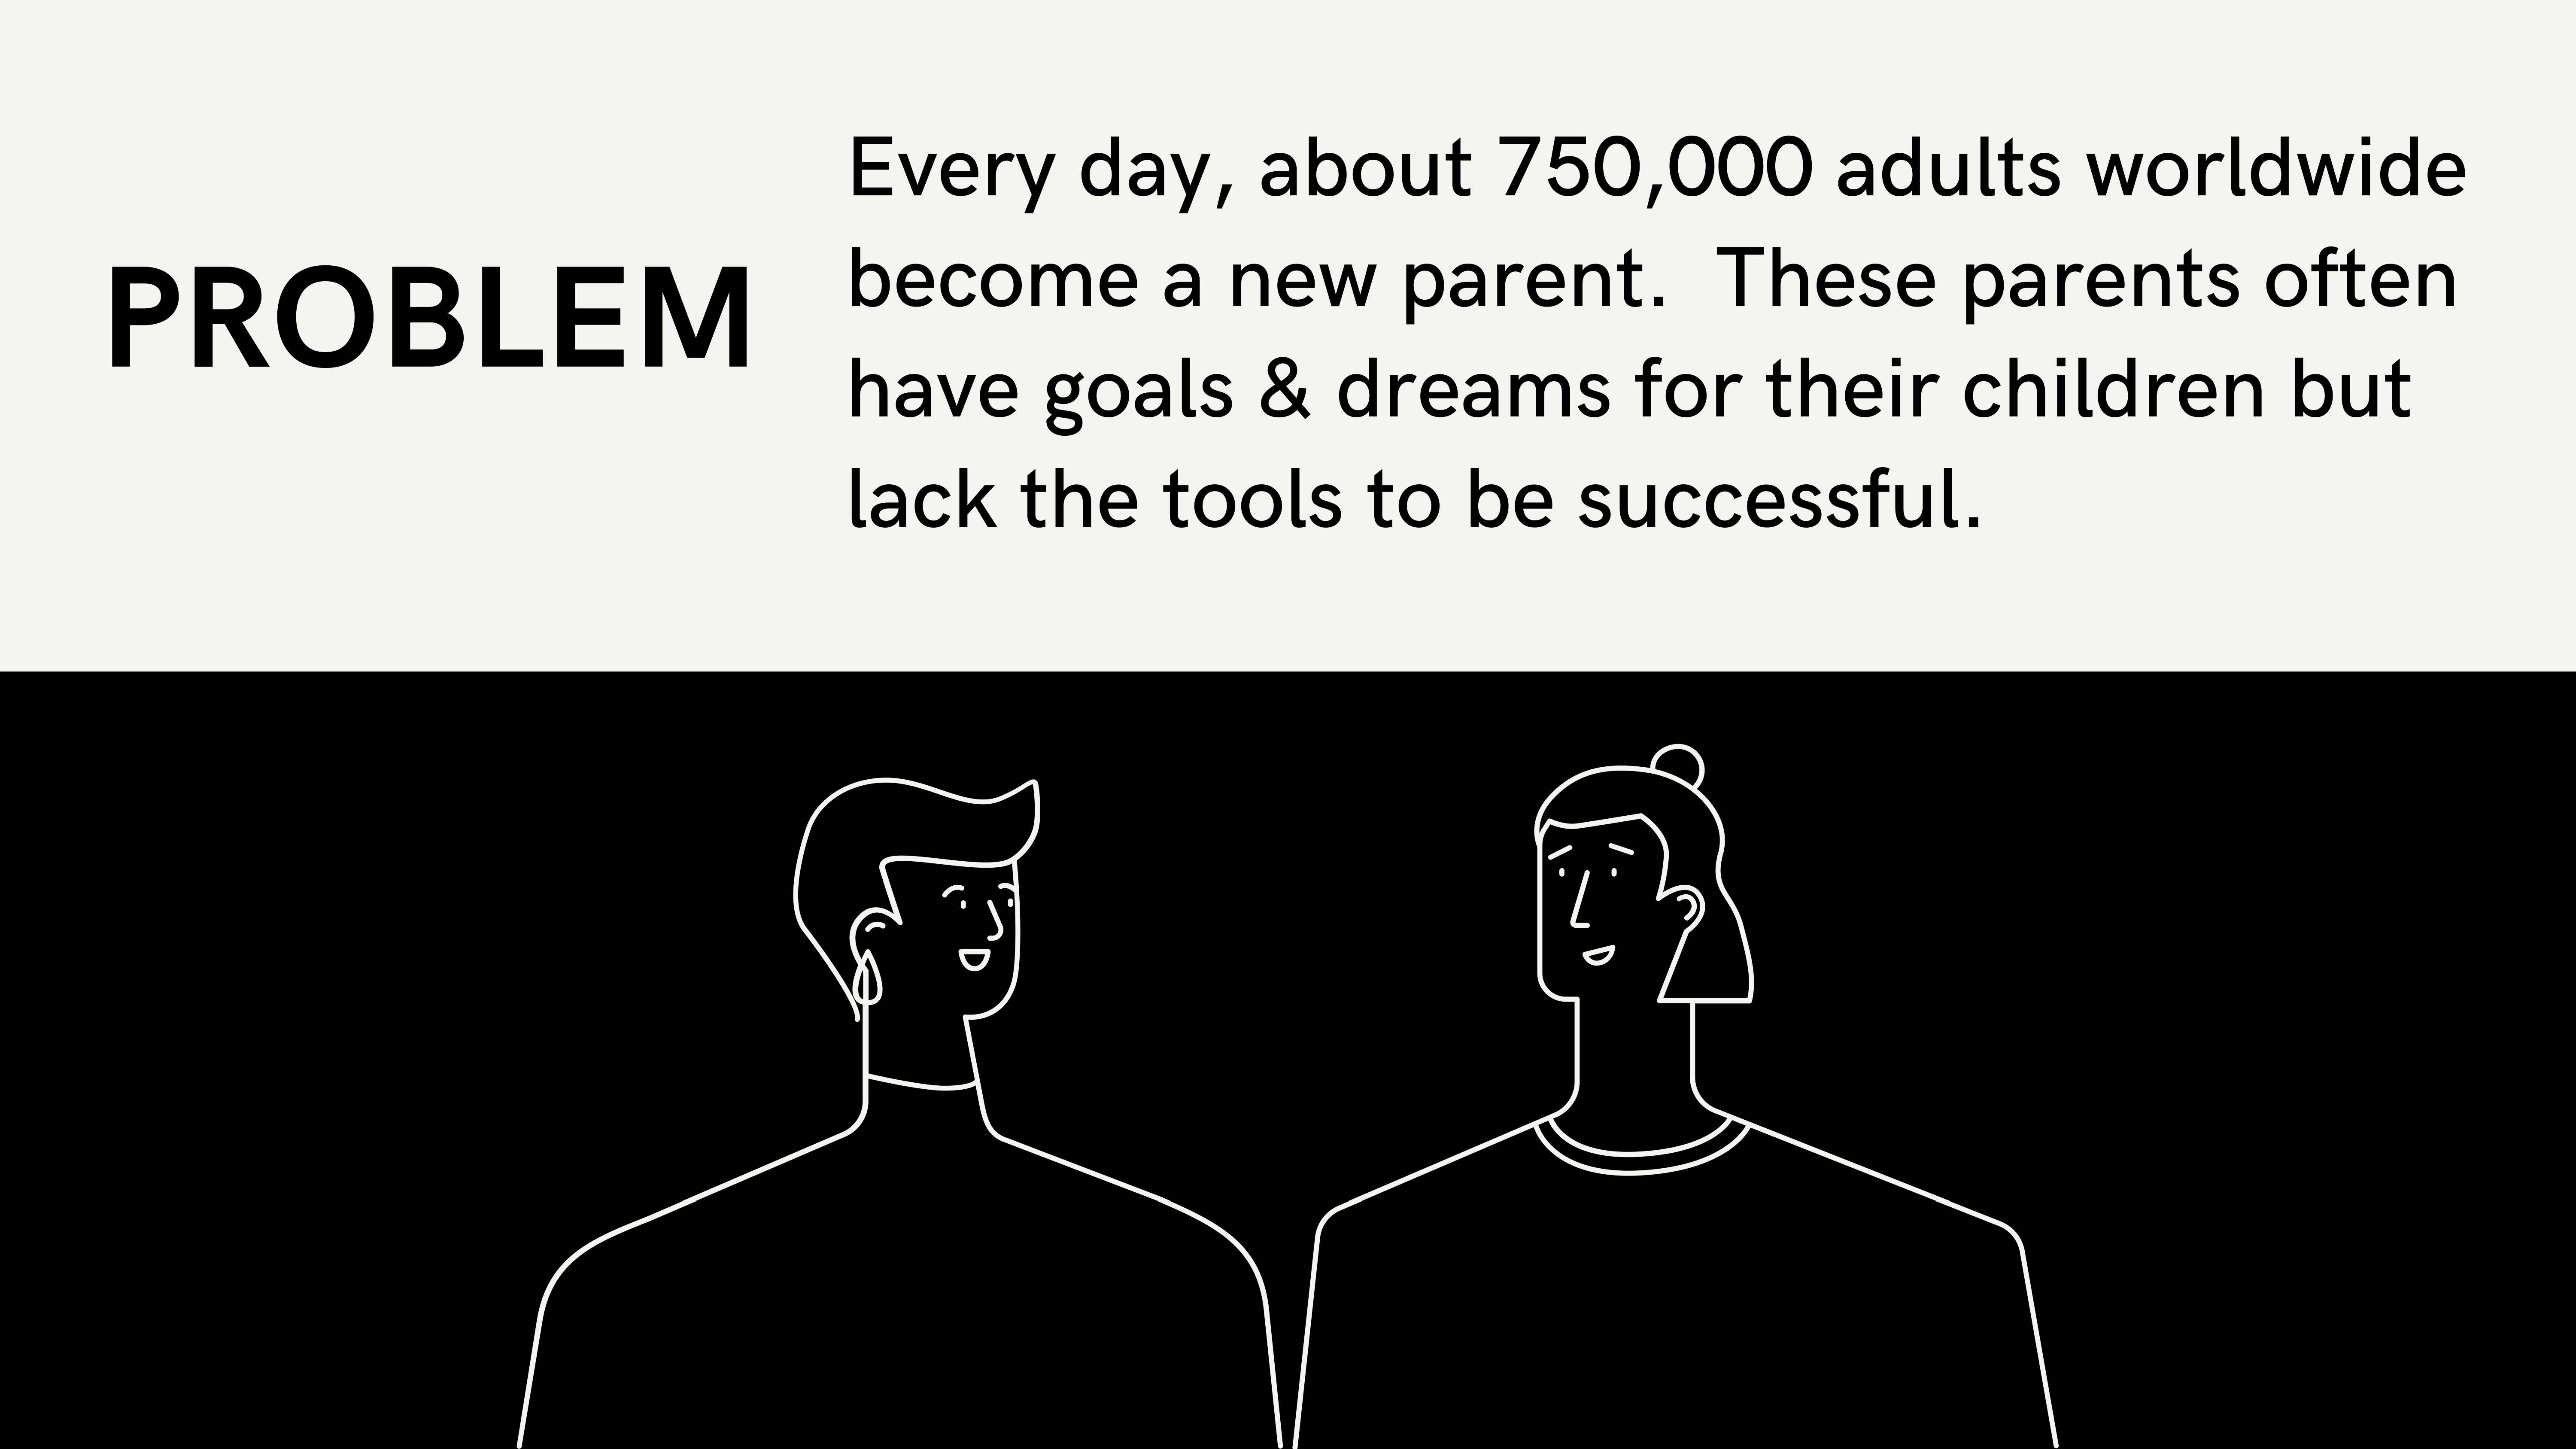 PROBLEM
Every day, about 750,000 adults worldwide
become a new parent.  These parents often
have goals & dreams for their children but
lack the tools to be successful.